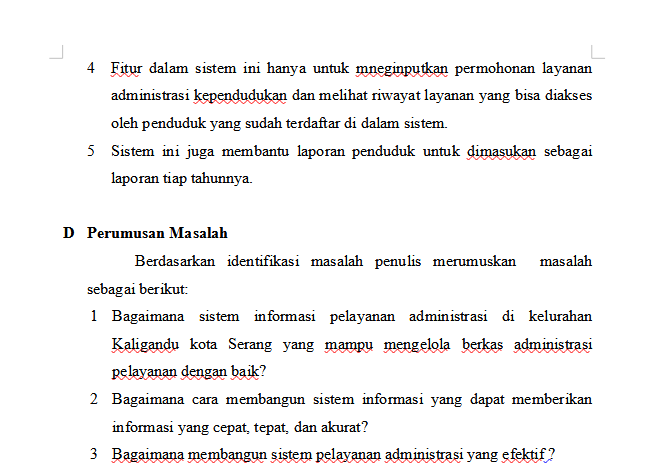 4 Fitur dalam sistem ini hanya untuk mneginputkan permohonan layanan
administrasi kependudukan dan melihat riwayat layanan yang bisa diakses
oleh penduduk yang sudah terdaftar di dalam sistem.
5 Sistem ini juga membantu laporan penduduk untuk dimasukan sebagai
laporan tiap tahunnya.
D Perumusan Masalah
Berdasarkan identifikasi masalah penulis merumuskan masalah
sebagai berikut:
1 Bagaimana sistem informasi pelayanan administrasi di kelurahan
Kaligandu kota Serang yang mampu mengelola berkas administrasi
pelayanan dengan baik?
2 Bagaimana cara membangun sistem informasi yang dapat memberikan
informasi yang cepat, tepat, dan akurat?
3 Bagaimana membangun sistem pelayanan administrasi yang efektif?